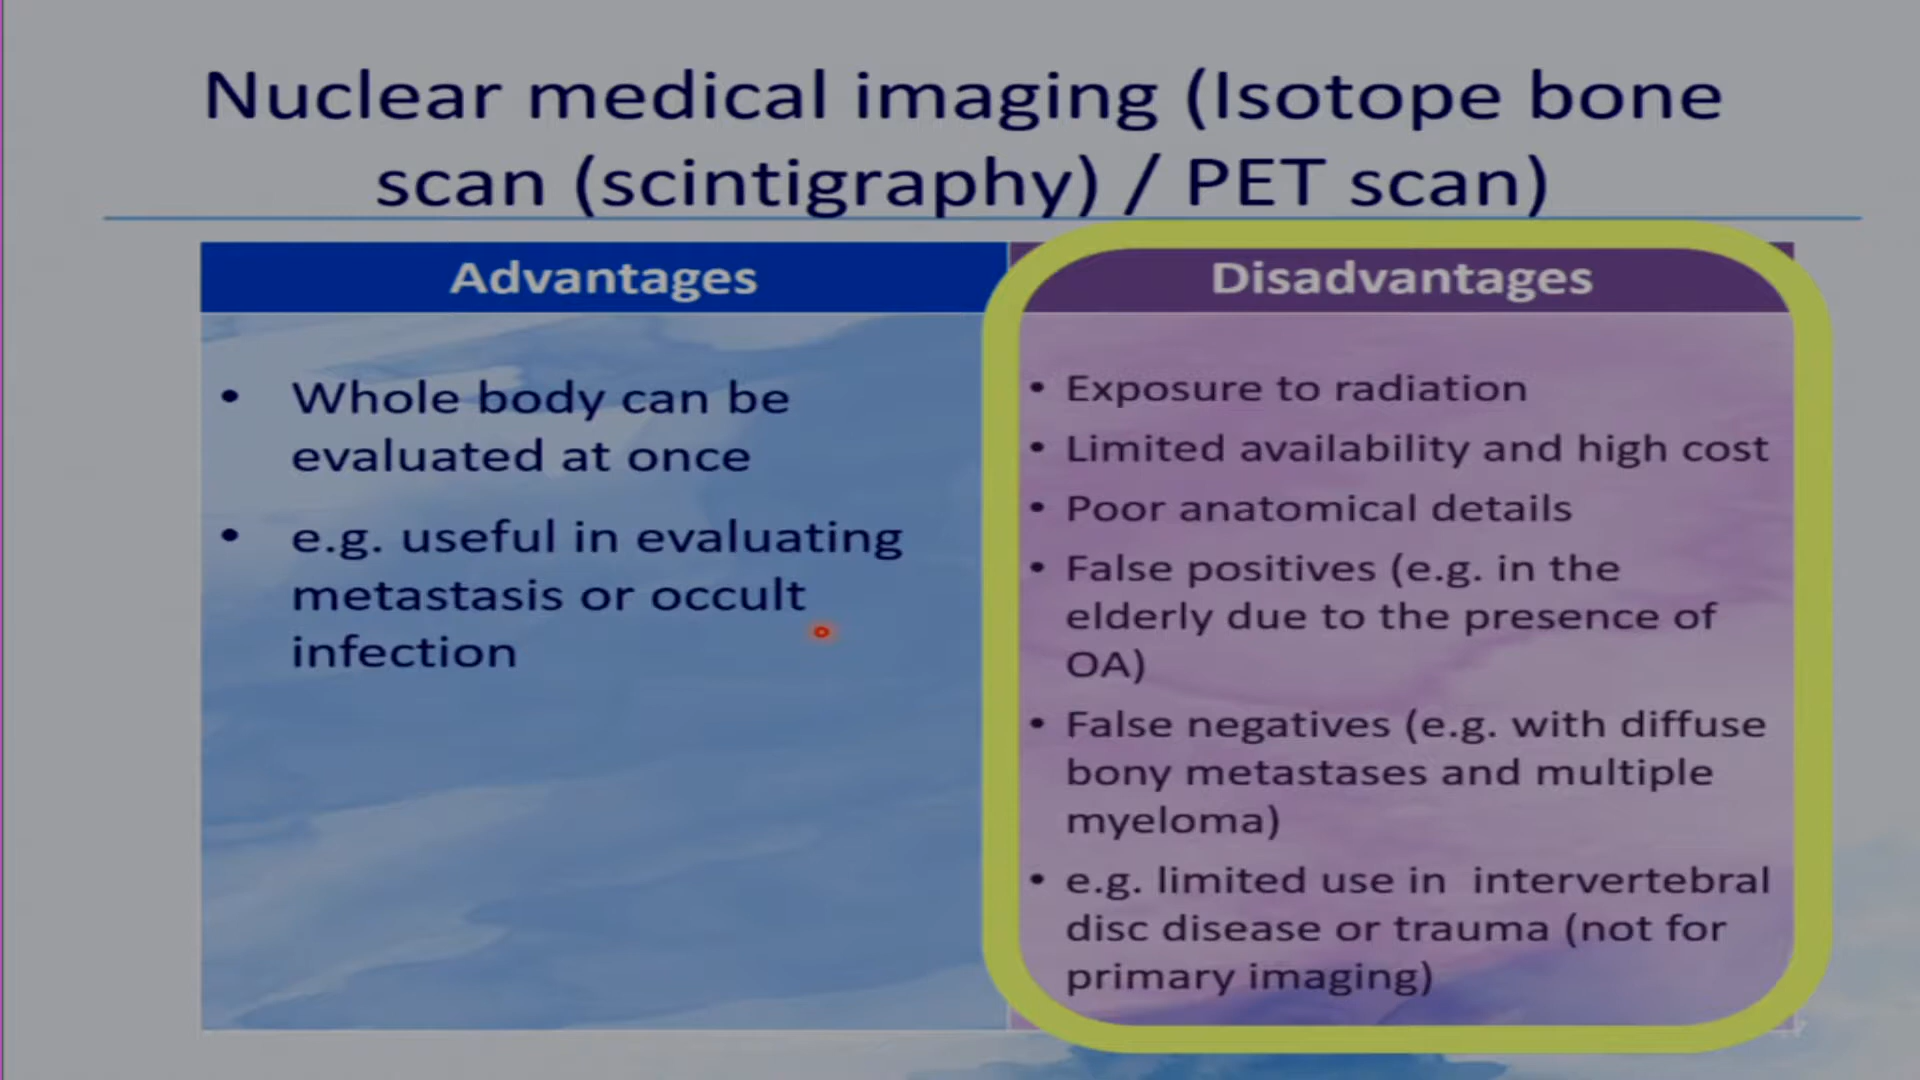 Nuclear medical imaging (Isotope bone
scan (scintigraphy) / PET scan)
Advantages
• Whole body can be
evaluated at once
• e.g. useful in evaluating
metastasis or occult
infection
Disadvantages
• Exposure to radiation
• Limited availability and high cost
• Poor anatomical details
• False positives (e.g. in the
elderly due to the presence of
OA)
• False negatives (e.g. with diffuse
bony metastases and multiple
myeloma)
• e.g. limited use in intervertebral
disc disease or trauma (not for
primary imaging)